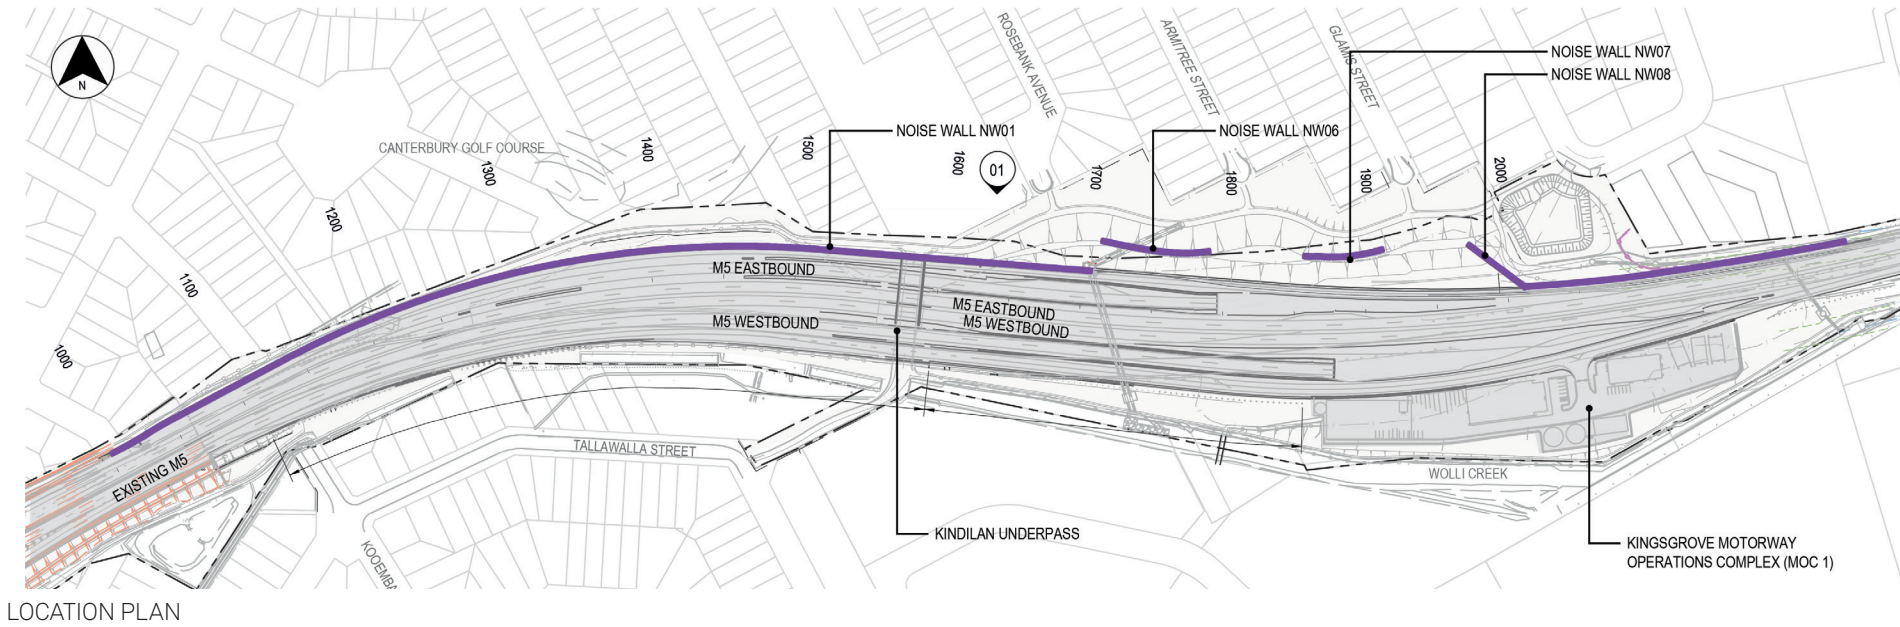 NOISE WALL NW07
NOISE WALL NW08
NOISE WALL NW01
NOISE WALL NW06
ROSEBANK AVENUE
ARMITREE STREET
GLAMIS STREET
CANTERBURY GOLF COURSE
N
01
1000
1100
1200
1300
1400
1500
1600
1700
1800
1900
2000
M5 EASTBOUND
M5 WESTBOUND
M5 EASTBOUND
M5 WESTBOUND
EXISTING M5
TALLAWALLA STREET
WOLLI CREEK
KINDILAN UNDERPASS
KINGSGROVE MOTORWAY
OPERATIONS COMPLEX (MOC 1)
LOCATION PLAN